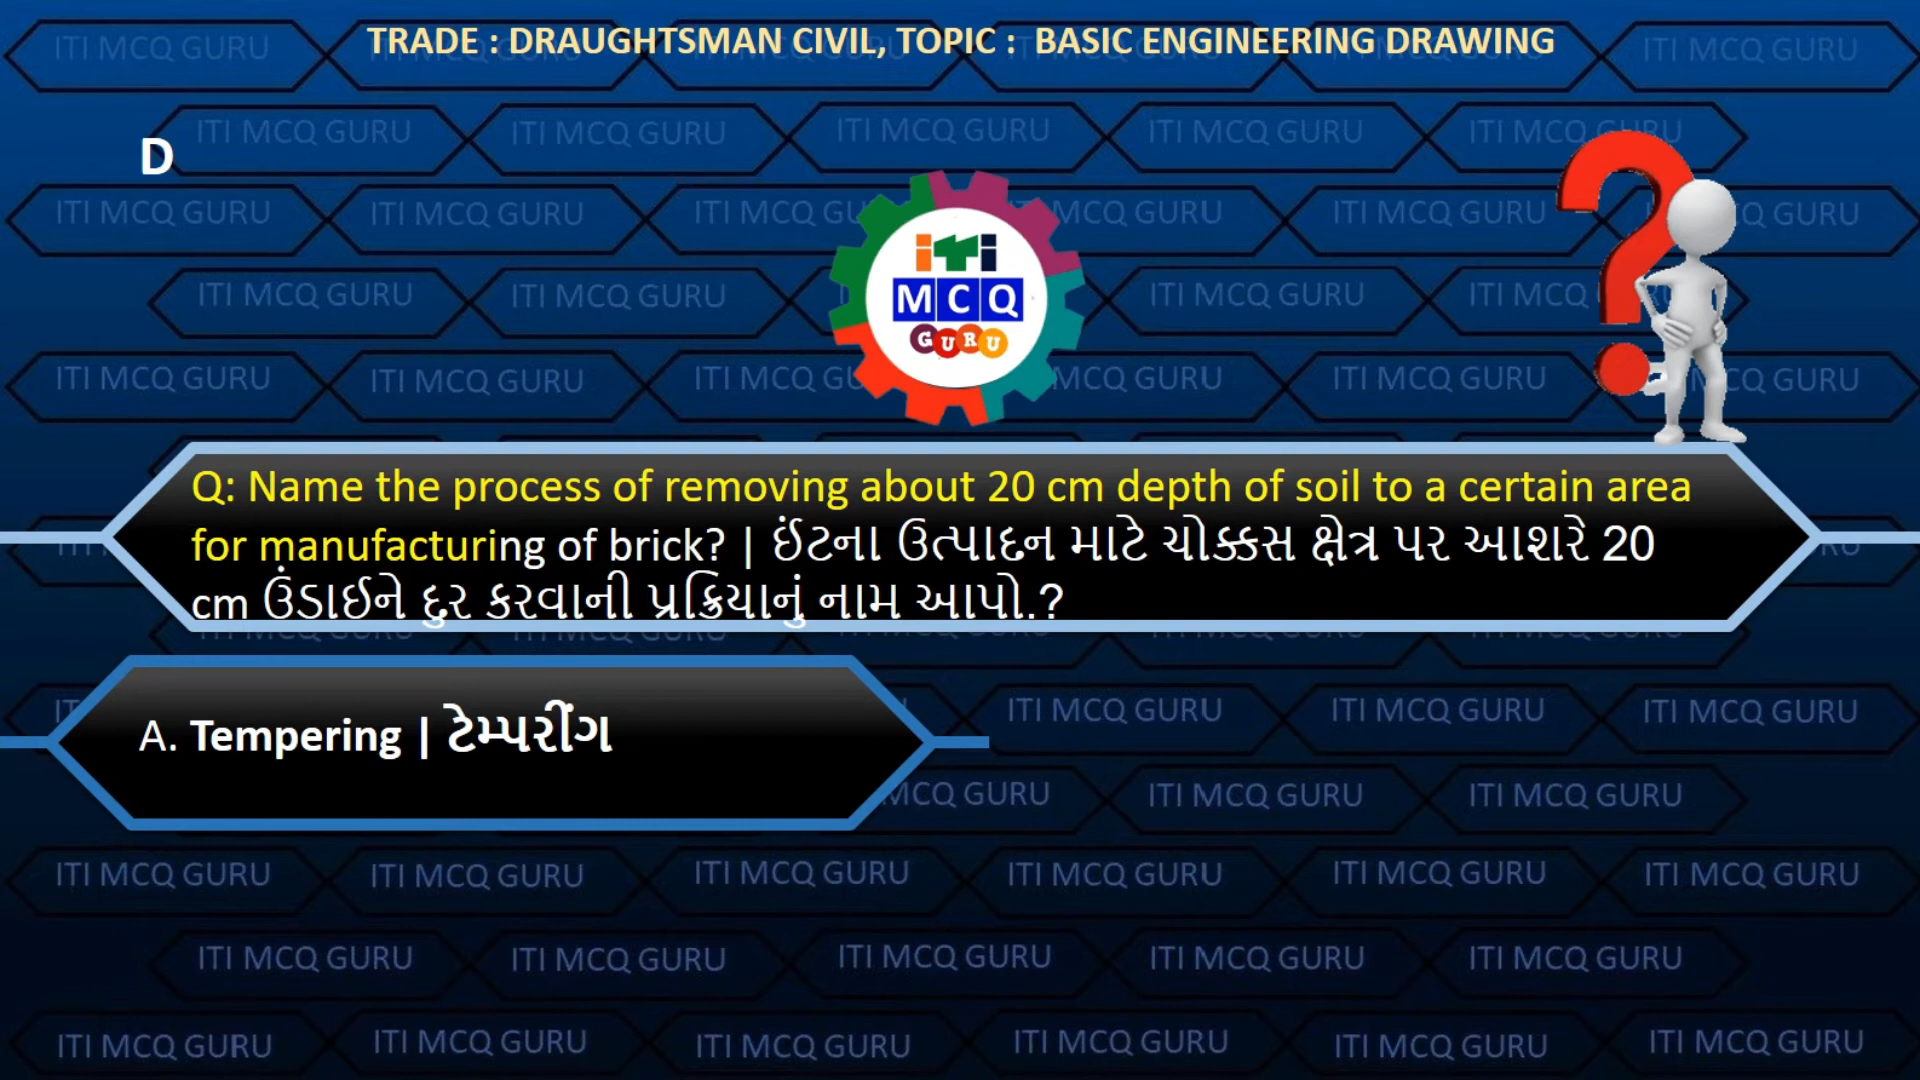 TRADE : DRAUGHTSMAN CIVIL, TOPIC :  BASIC ENGINEERING DRAWING
D
iTi
MCQ
GURU
Q: Name the process of removing about 20 cm depth of soil to a certain area
for manufacturing of brick? | ઈંટના ઉત્પાદન માટે ચોક્કસ ક્ષેત્ર પર આશરે 20
cm ઉંડાઈને દુર કરવાની પ્રક્રિયાનું નામ આપો.?
A. Tempering | ટેમ્પરીંગ